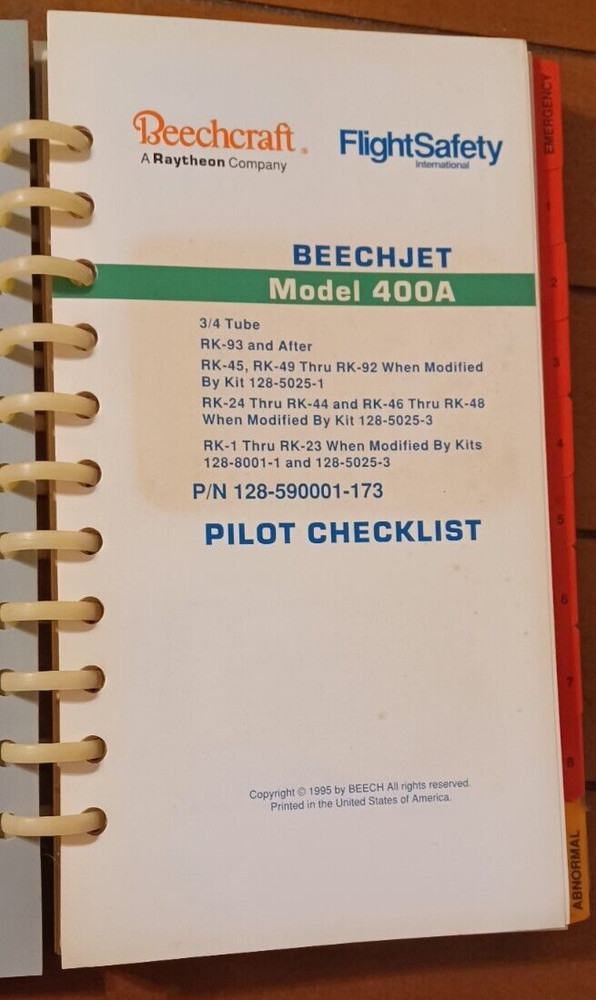 Beechcraft®
A Raytheon Company
FlightSafety
international
BEECHJET
Model 400A
3/4 Tube
RK-93 and After
RK-45, RK-49 Thru RK-92 When Modified
By Kit 128-5025-1
RK-24 Thru RK-44 and RK-46 Thru RK-48
When Modified By Kit 128-5025-3
RK-1 Thru RK-23 When Modified By Kits
128-8001-1 and 128-5025-3
P/N 128-590001-173
PILOT CHECKLIST
Copyright © 1995 by BEECH All rights reserved.
Printed in the United States of America.
EMERGENCY
1
2
3
4
5
6
7
8
ABNORMAL